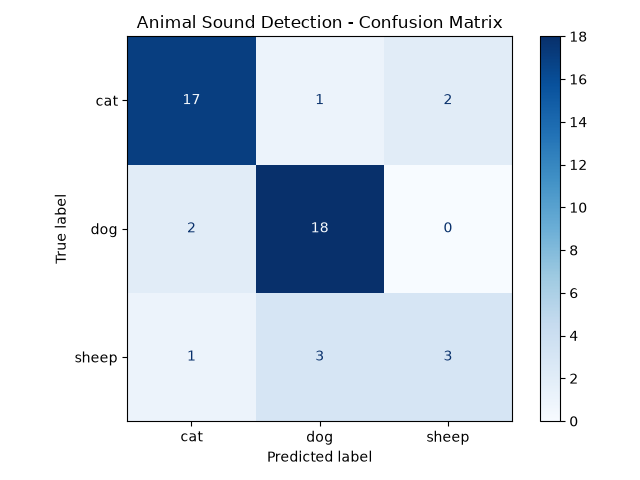 Animal Sound Detection - Confusion Matrix
cat
17
1
2
dog
2
18
0
sheep
1
3
3
cat
dog
sheep
Predicted label
True label
18
16
14
12
10
8
6
4
2
0